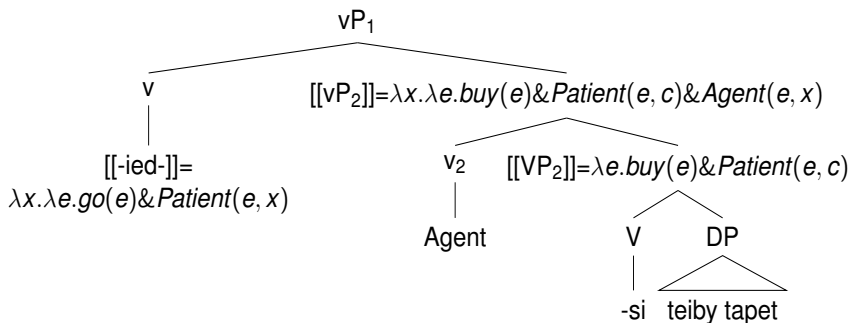 vP₁
v [[vP₂]]=λx.λe.buy(e)&Patient(e, c)&Agent(e, x)
[[-ied-]]= v₂ [[VP₂]]=λe.buy(e)&Patient(e, c)
λx.λe.go(e)&Patient(e, x)
Agent V DP
-si teiby tapet